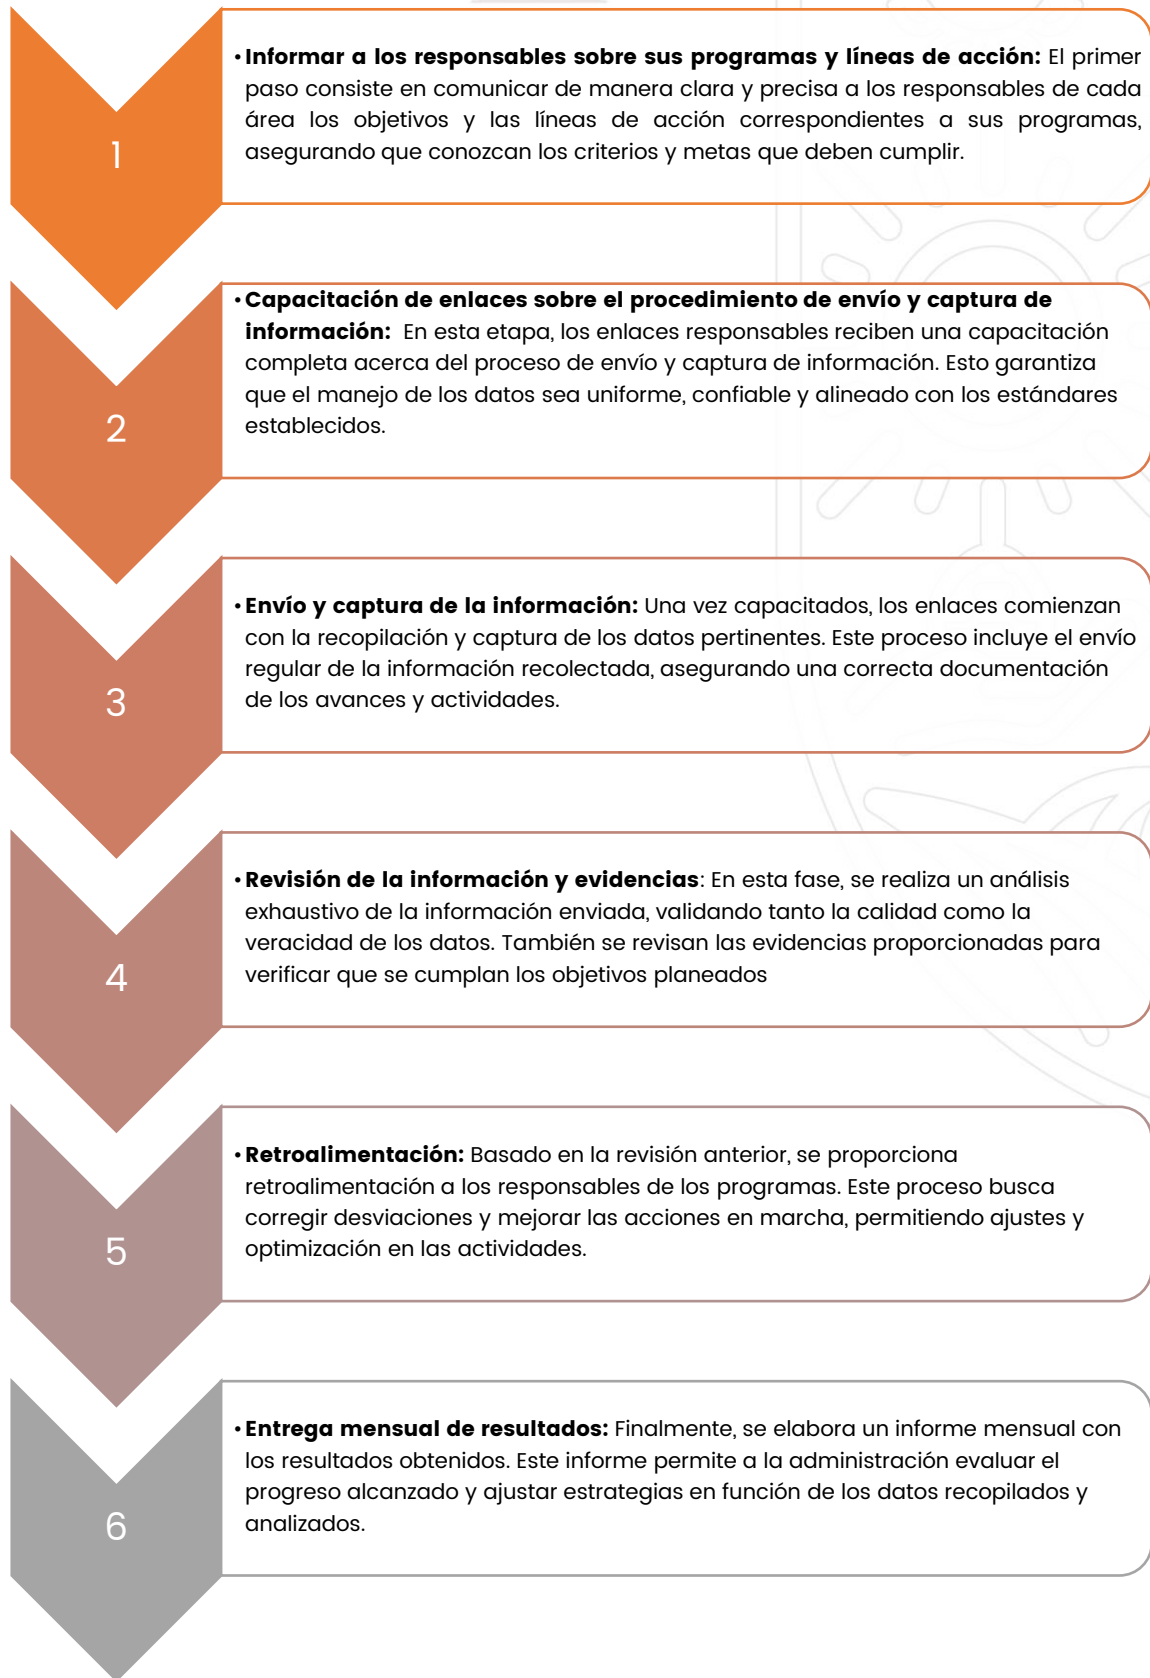 1
• Informar a los responsables sobre sus programas y líneas de acción: El primer
paso consiste en comunicar de manera clara y precisa a los responsables de cada
área los objetivos y las líneas de acción correspondientes a sus programas,
asegurando que conozcan los criterios y metas que deben cumplir.
2
• Capacitación de enlaces sobre el procedimiento de envío y captura de
información: En esta etapa, los enlaces responsables reciben una capacitación
completa acerca del proceso de envío y captura de información. Esto garantiza
que el manejo de los datos sea uniforme, confiable y alineado con los estándares
establecidos.
3
• Envío y captura de la información: Una vez capacitados, los enlaces comienzan
con la recopilación y captura de los datos pertinentes. Este proceso incluye el envío
regular de la información recolectada, asegurando una correcta documentación
de los avances y actividades.
4
• Revisión de la información y evidencias: En esta fase, se realiza un análisis
exhaustivo de la información enviada, validando tanto la calidad como la
veracidad de los datos. También se revisan las evidencias proporcionadas para
verificar que se cumplan los objetivos planeados
5
• Retroalimentación: Basado en la revisión anterior, se proporciona
retroalimentación a los responsables de los programas. Este proceso busca
corregir desviaciones y mejorar las acciones en marcha, permitiendo ajustes y
optimización en las actividades.
6
• Entrega mensual de resultados: Finalmente, se elabora un informe mensual con
los resultados obtenidos. Este informe permite a la administración evaluar el
progreso alcanzado y ajustar estrategias en función de los datos recopilados y
analizados.